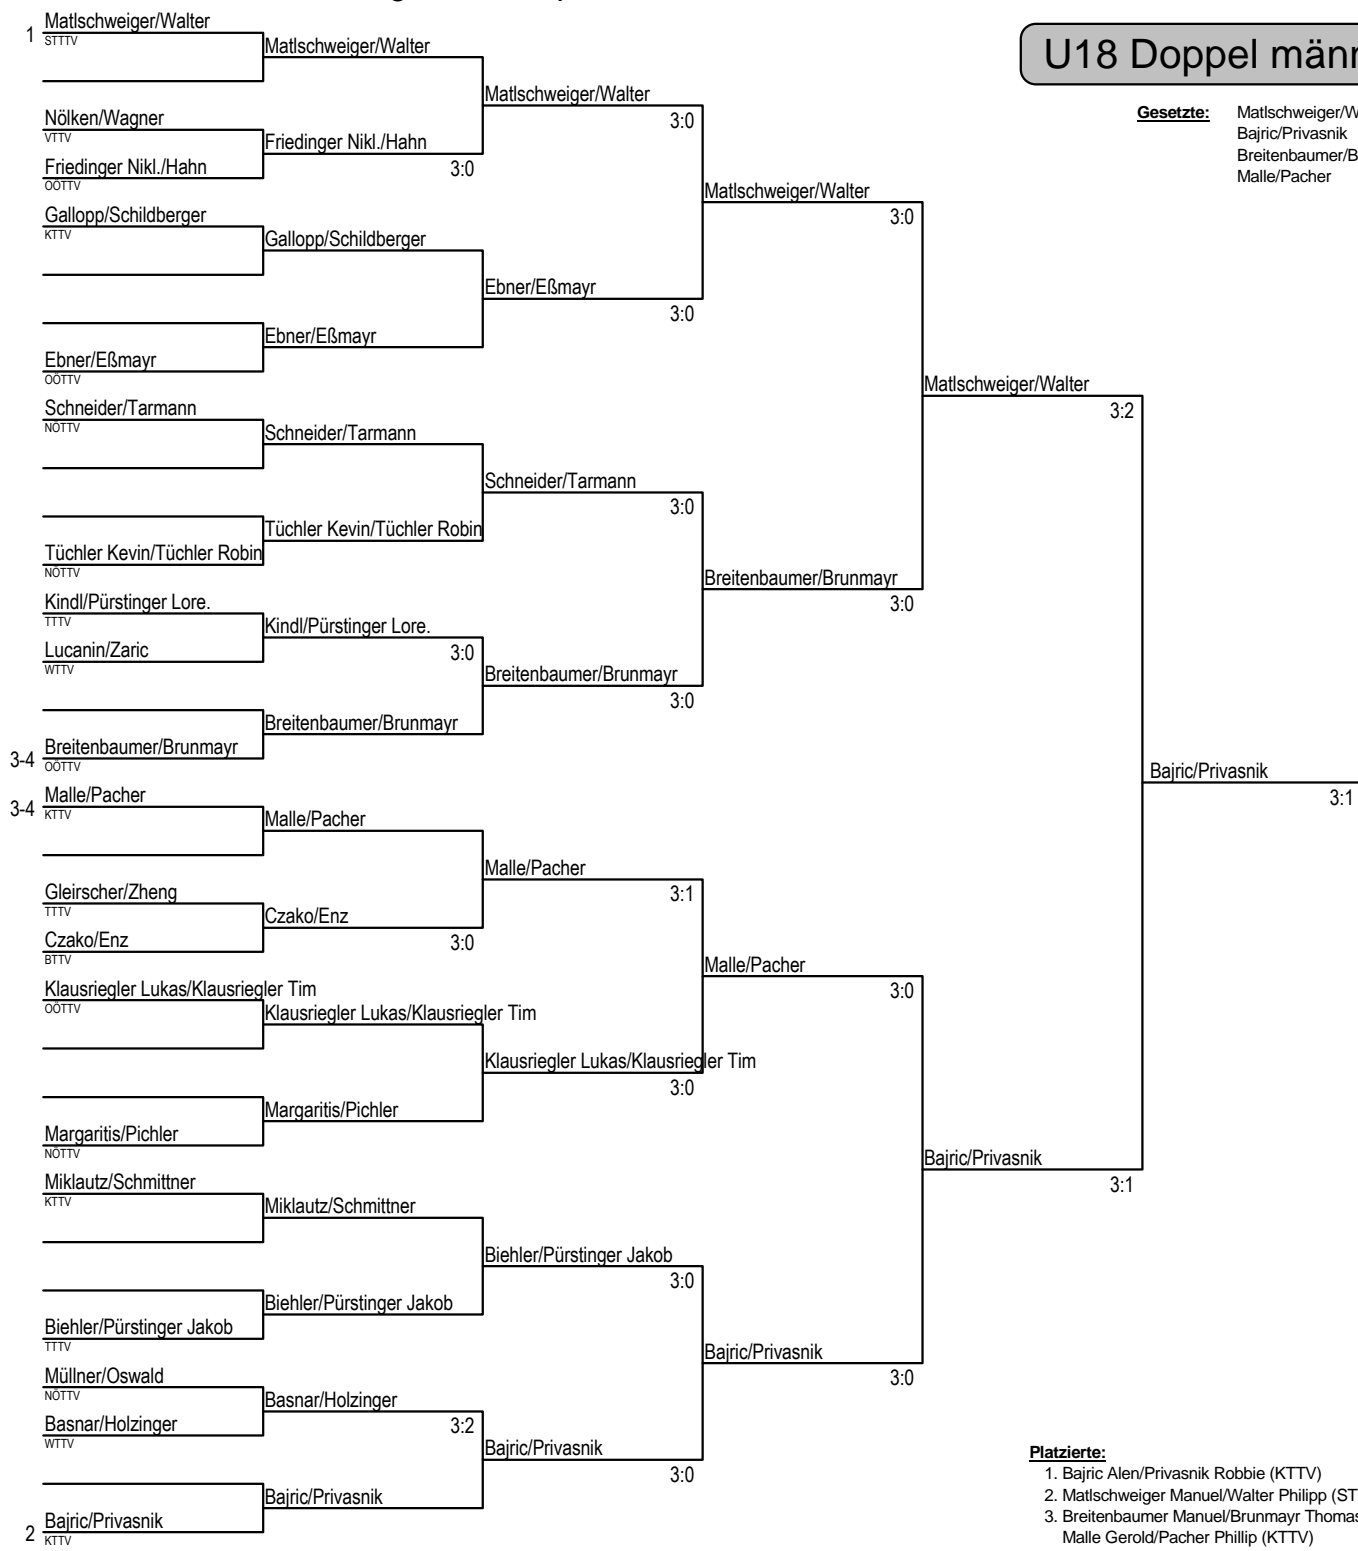 Matlschweiger/Walter
1
STTTV
Matlschweiger/Walter
Matlschweiger/Walter
3:0
Nölken/Wagner
VTTV
Friedinger Nikl./Hahn
Friedinger Nikl./Hahn
3:0
OÖTTV
Matlschweiger/Walter
3:0
Gallopp/Schildberger
KTTV
Gallopp/Schildberger
Ebner/Eßmayr
3:0
Ebner/Eßmayr
Ebner/Eßmayr
OÖTTV
Matlschweiger/Walter
3:2
Schneider/Tarmann
NÖTTV
Schneider/Tarmann
Schneider/Tarmann
3:0
Tüchler Kevin/Tüchler Robin
Tüchler Kevin/Tüchler Robin
NÖTTV
Breitenbaumer/Brunmayr
3:0
Kindl/Pürstinger Lore.
TTTV
Kindl/Pürstinger Lore.
3:0
Lucanin/Zaric
WTTV
Breitenbaumer/Brunmayr
3:0
Breitenbaumer/Brunmayr
3-4
Breitenbaumer/Brunmayr
OÖTTV
Bajric/Privasnik
3:1
3-4
Malle/Pacher
KTTV
Malle/Pacher
Malle/Pacher
3:1
Gleirscher/Zheng
TTTV
Czako/Enz
3:0
Czako/Enz
BTTV
Malle/Pacher
3:0
Klausriegler Lukas/Klausriegler Tim
OÖTTV
Klausriegler Lukas/Klausriegler Tim
Klausriegler Lukas/Klausriegler Tim
3:0
Margaritis/Pichler
Margaritis/Pichler
NÖTTV
Bajric/Privasnik
3:1
Miklautz/Schmittner
KTTV
Miklautz/Schmittner
Biehler/Pürstinger Jakob
3:0
Biehler/Pürstinger Jakob
Biehler/Pürstinger Jakob
TTTV
Bajric/Privasnik
3:0
Müllner/Oswald
NÖTTV
Basnar/Holzinger
3:2
Basnar/Holzinger
WTTV
Bajric/Privasnik
3:0
Bajric/Privasnik
2
Bajric/Privasnik
KTTV
U18 Doppel männ
Gesetzte: Matlschweiger/W
Bajric/Privasnik
Breitenbaumer/B
Malle/Pacher
Platzierte:
1. Bajric Alen/Privasnik Robbie (KTTV)
2. Matlschweiger Manuel/Walter Philipp (ST
3. Breitenbaumer Manuel/Brunmayr Thomas
Malle Gerold/Pacher Phillip (KTTV)